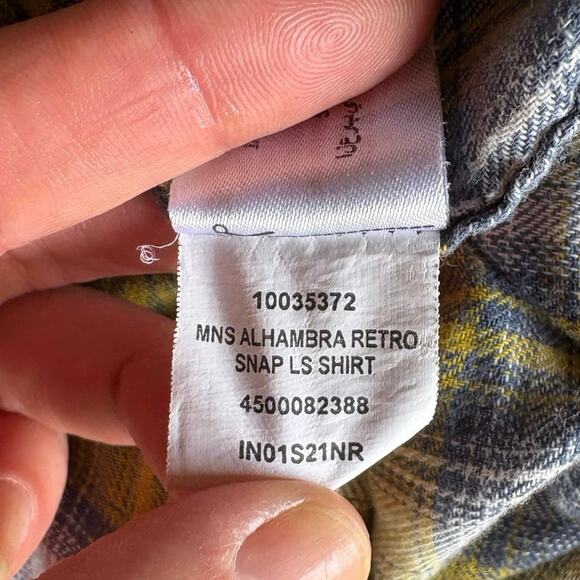 10035372
MNS ALHAMBRA RETRO
SNAP LS SHIRT
4500082388
IN01S21NR